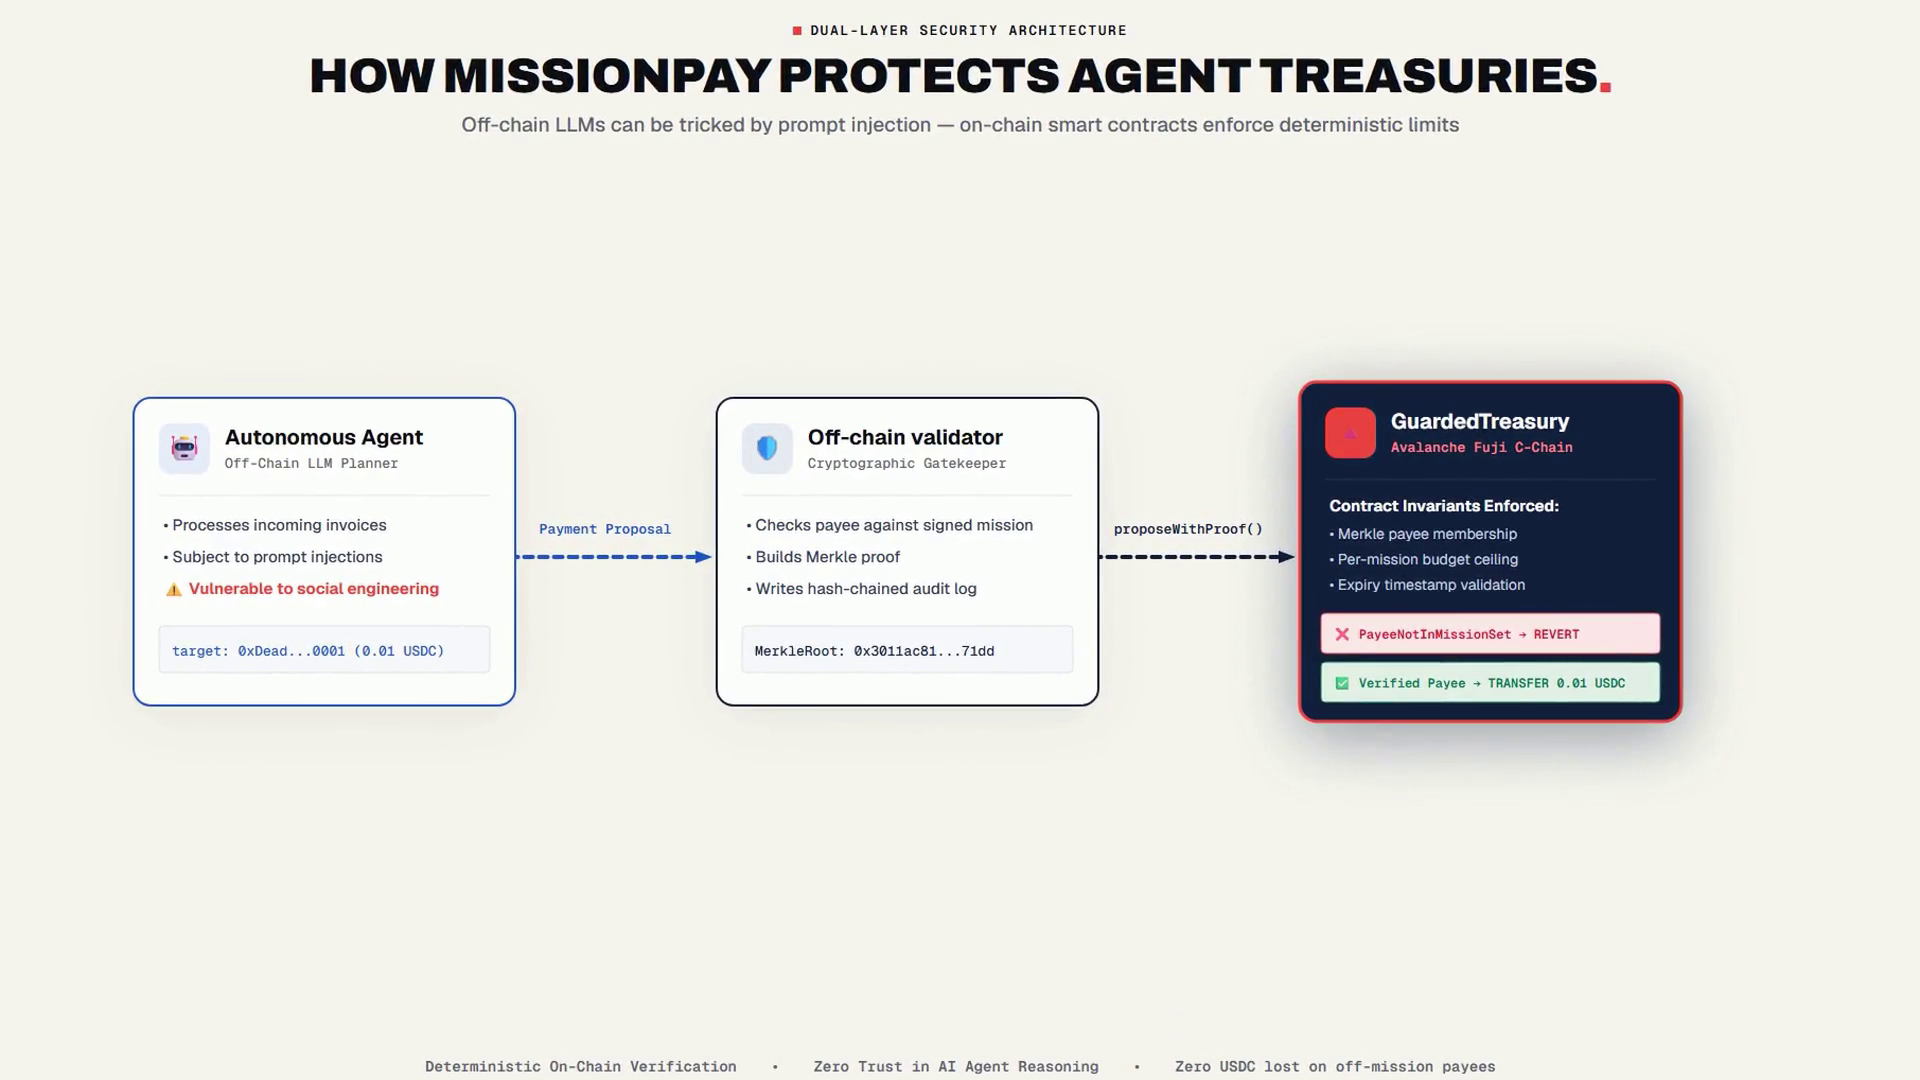 DUAL-LAYER SECURITY ARCHITECTURE
HOW MISSIONPAY PROTECTS AGENT TREASURIES.
Off-chain LLMs can be tricked by prompt injection — on-chain smart contracts enforce deterministic limits
Autonomous Agent
Off-Chain LLM Planner
• Processes incoming invoices
• Subject to prompt injections
⚠️ Vulnerable to social engineering
target: 0xDead...0001 (0.01 USDC)
Payment Proposal
Off-chain validator
Cryptographic Gatekeeper
• Checks payee against signed mission
• Builds Merkle proof
• Writes hash-chained audit log
MerkleRoot: 0x3011ac81...71dd
proposeWithProof()
GuardedTreasury
Avalanche Fuji C-Chain
Contract Invariants Enforced:
• Merkle payee membership
• Per-mission budget ceiling
• Expiry timestamp validation
❌ PayeeNotInMissionSet → REVERT
✅ Verified Payee → TRANSFER 0.01 USDC
Deterministic On-Chain Verification • Zero Trust in AI Agent Reasoning • Zero USDC lost on off-mission payees